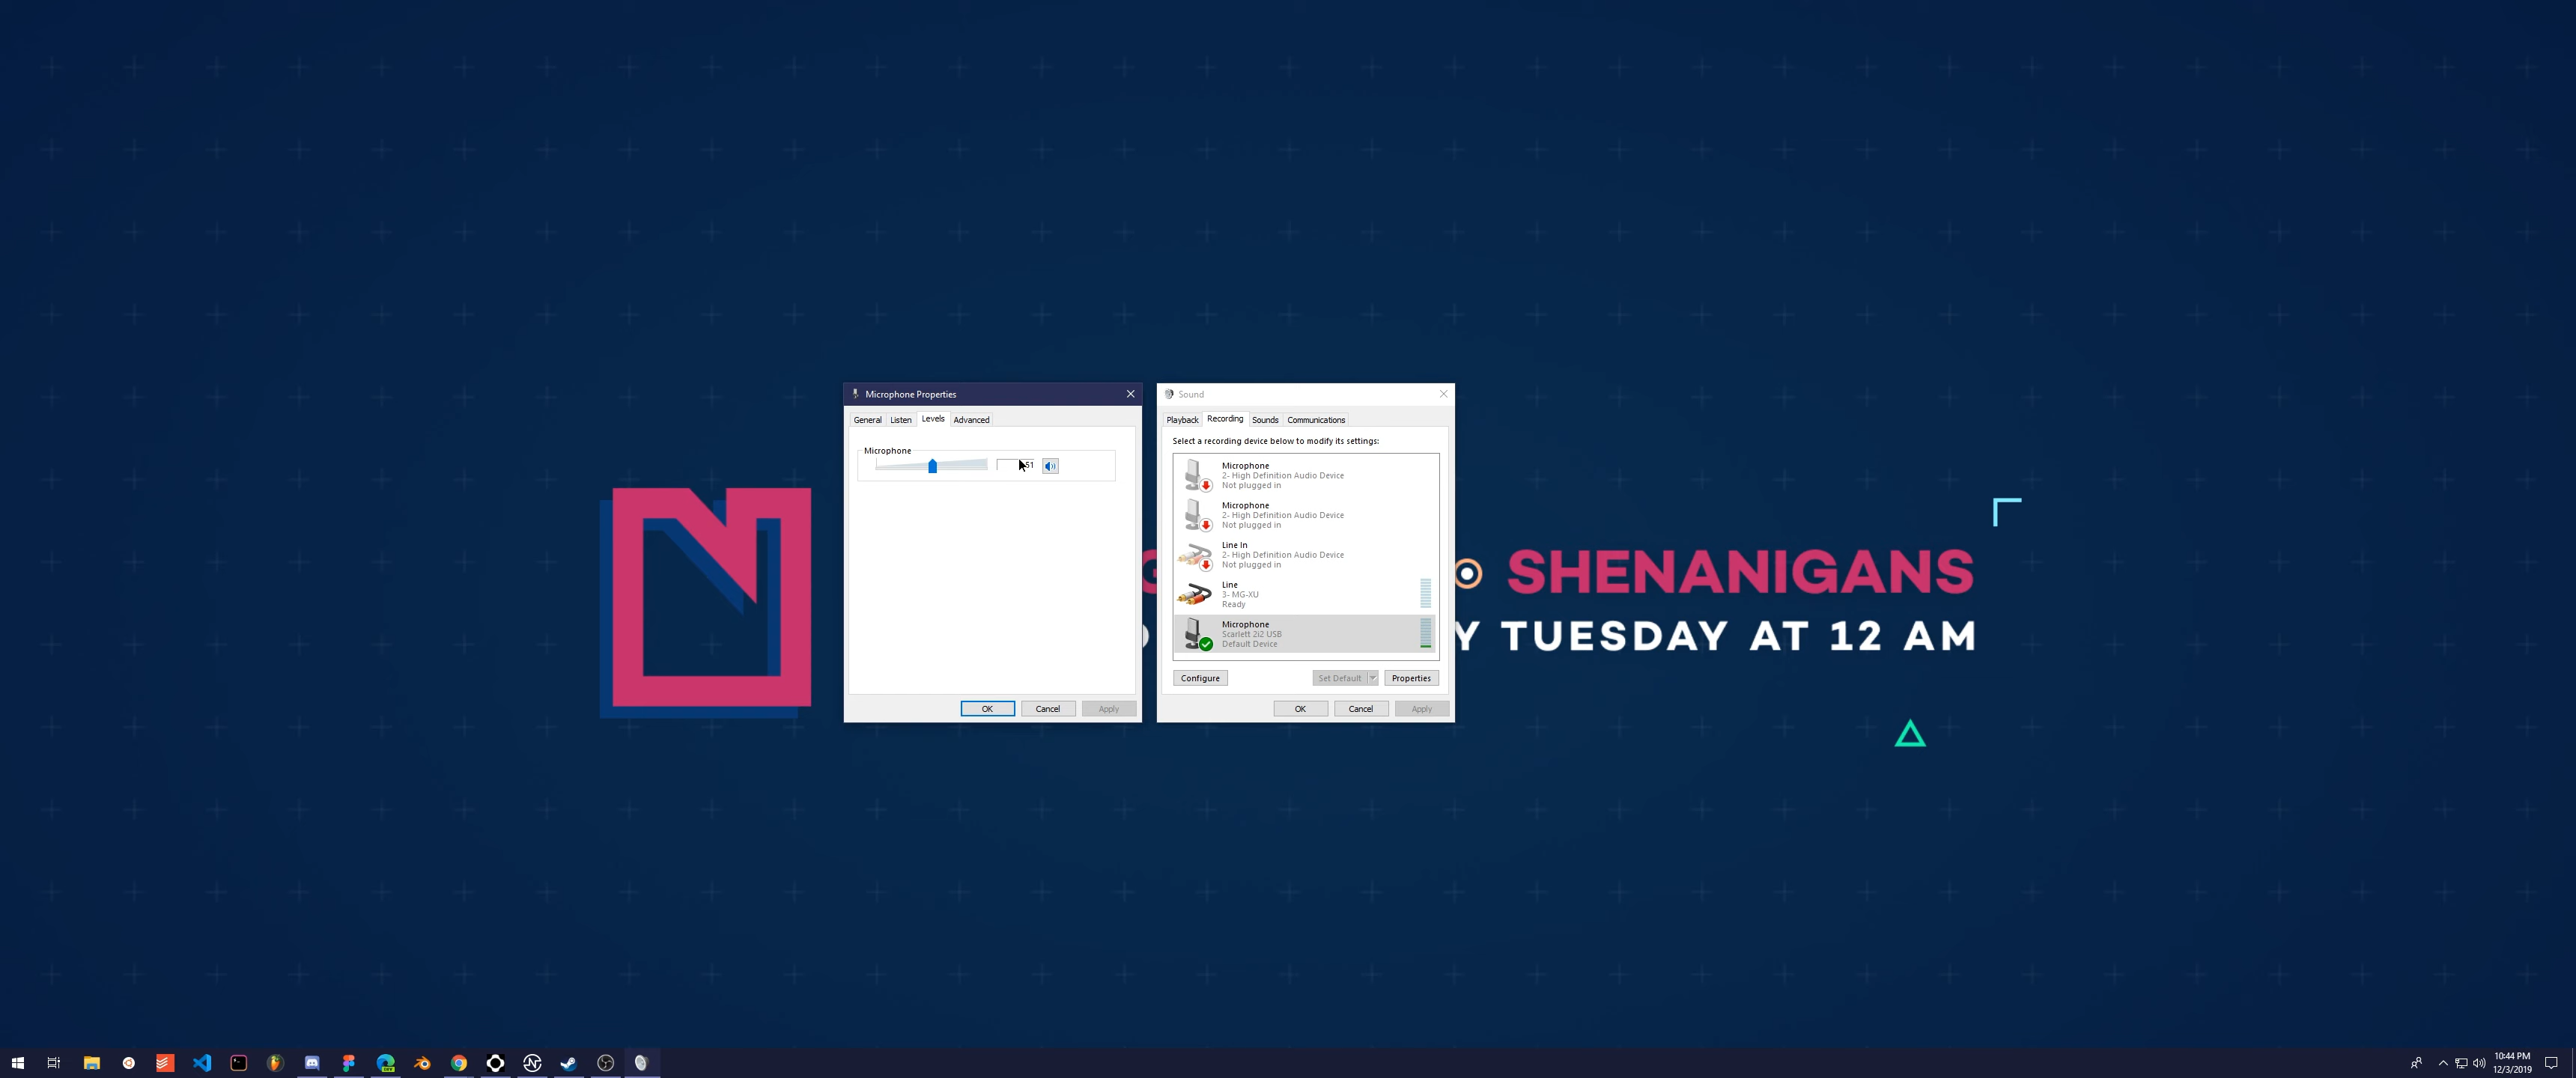 Microphone Properties
General Listen Levels Advanced
Microphone
51
OK Cancel Apply
Sound
Playback Recording Sounds Communications
Select a recording device below to modify its settings:
Microphone
2- High Definition Audio Device
Not plugged in
Microphone
2- High Definition Audio Device
Not plugged in
Line In
2- High Definition Audio Device
Not plugged in
Line
3- MG-XU
Ready
Microphone
Scarlett 2i2 USB
Default Device
Configure Set Default Properties
OK Cancel Apply
SHENANIGANS
Y TUESDAY AT 12 AM
10:44 PM
12/3/2019